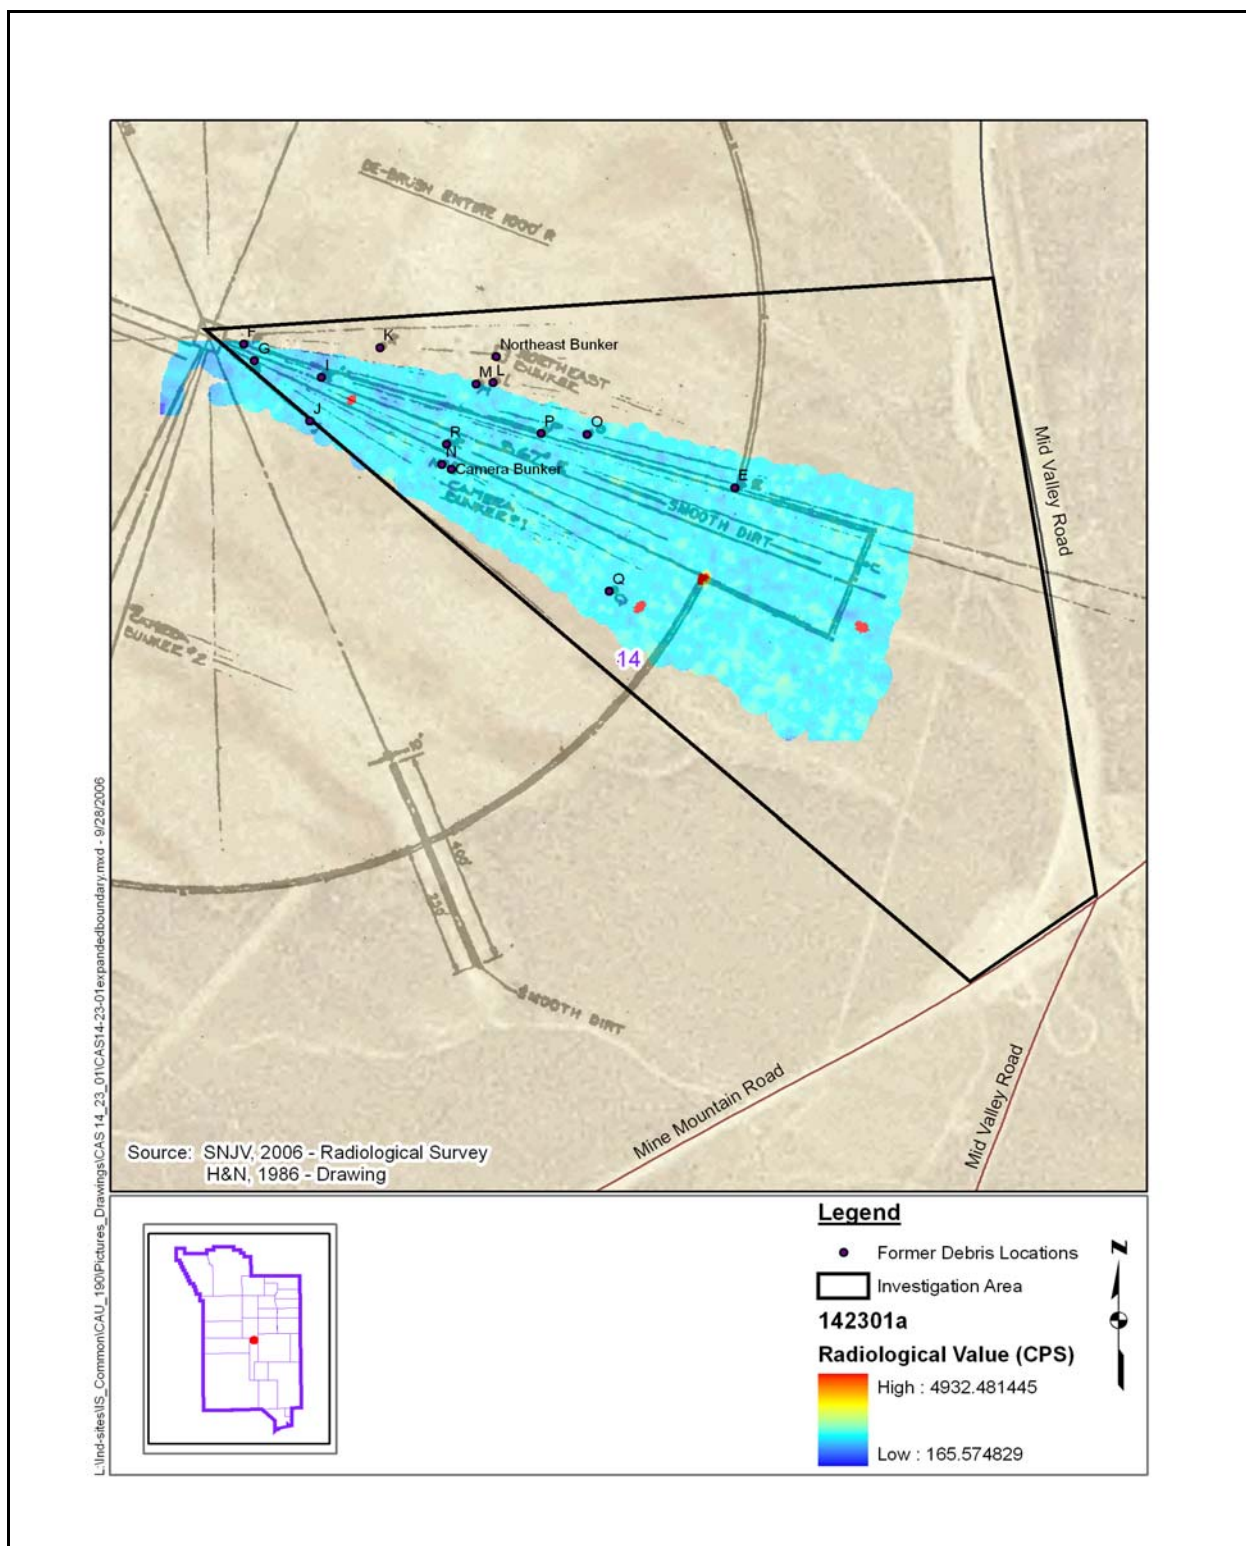 DE-BRUSH ENTIRE 1000' R
F
G
K
Northeast Bunker
NORTHEAST
BUNKER
I
M
L
L
J
P
O
R
N
Camera Bunker
CAMERA
BUNKER #1
E
E
SMOOTH DIRT
C
Q
Q
Mid Valley Road
CAMERA
BUNKER #2
14
10'
400'
SMOOTH DIRT
Mine Mountain Road
Mid Valley Road
Source: SNJV, 2006 - Radiological Survey
H&N, 1986 - Drawing
L:\Ind-sites\IS_Common\CAU_190\Pictures_Drawings\CAS 14_23_01\CAS14-23-01expandedboundary.mxd - 9/28/2006
Legend
Former Debris Locations
Investigation Area
142301a
Radiological Value (CPS)
High : 4932.481445
Low : 165.574829
N